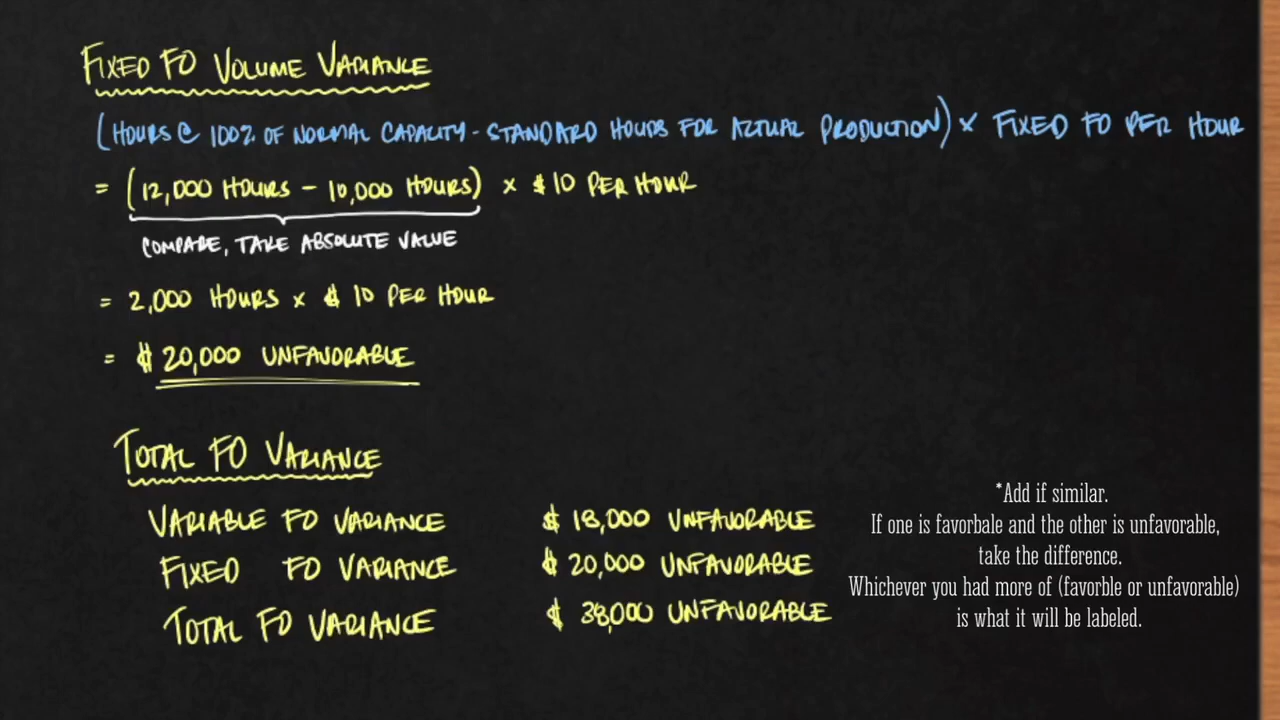 FIXED FO VOLUME VARIANCE
(HOURS @ 100% OF NORMAL CAPACITY - STANDARD HOURS FOR ACTUAL PRODUCTION) × FIXED FO PER HOUR
= (12,000 HOURS - 10,000 HOURS) × $10 PER HOUR
COMPARE, TAKE ABSOLUTE VALUE
= 2,000 HOURS × $10 PER HOUR
= $20,000 UNFAVORABLE
TOTAL FO VARIANCE
VARIABLE FO VARIANCE $18,000 UNFAVORABLE
FIXED FO VARIANCE $20,000 UNFAVORABLE
TOTAL FO VARIANCE $38,000 UNFAVORABLE
*Add if similar.
If one is favorbale and the other is unfavorable,
take the difference.
Whichever you had more of (favorble or unfavorable)
is what it will be labeled.